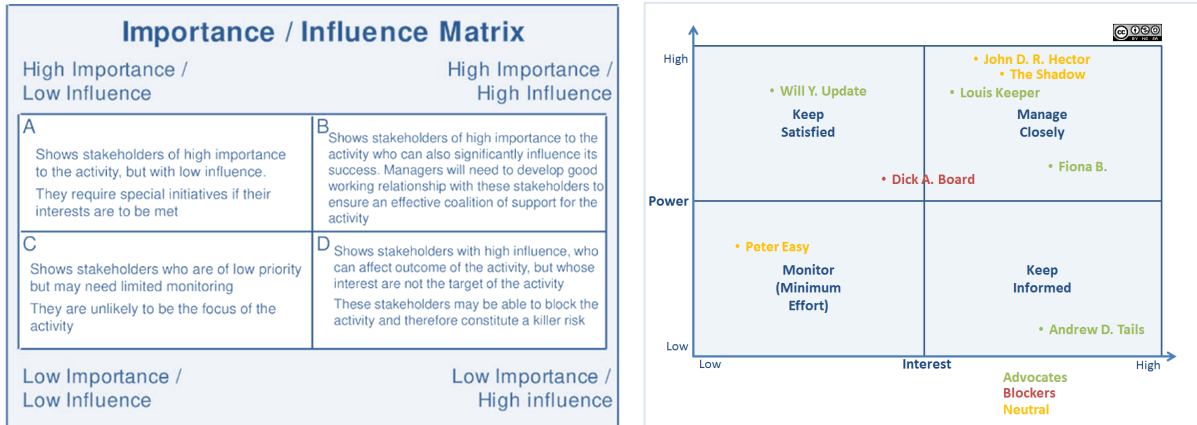 Importance / Influence Matrix
High Importance /
Low Influence
High Importance /
High Influence
A
Shows stakeholders of high importance
to the activity, but with low influence.
They require special initiatives if their
interests are to be met
B
Shows stakeholders of high importance to the
activity who can also significantly influence its
success. Managers will need to develop good
working relationship with these stakeholders to
ensure an effective coalition of support for the
activity
C
Shows stakeholders who are of low priority
but may need limited monitoring
They are unlikely to be the focus of the
activity
D
Shows stakeholders with high influence, who
can affect outcome of the activity, but whose
interest are not the target of the activity
These stakeholders may be able to block the
activity and therefore constitute a killer risk
Low Importance /
Low Influence
Low Importance /
High influence
cc
BY NC SA
High
• John D. R. Hector
• The Shadow
• Will Y. Update
• Louis Keeper
Keep
Satisfied
Manage
Closely
• Fiona B.
• Dick A. Board
Power
• Peter Easy
Monitor
(Minimum
Effort)
Keep
Informed
• Andrew D. Tails
Low
Low
Interest
High
Advocates
Blockers
Neutral